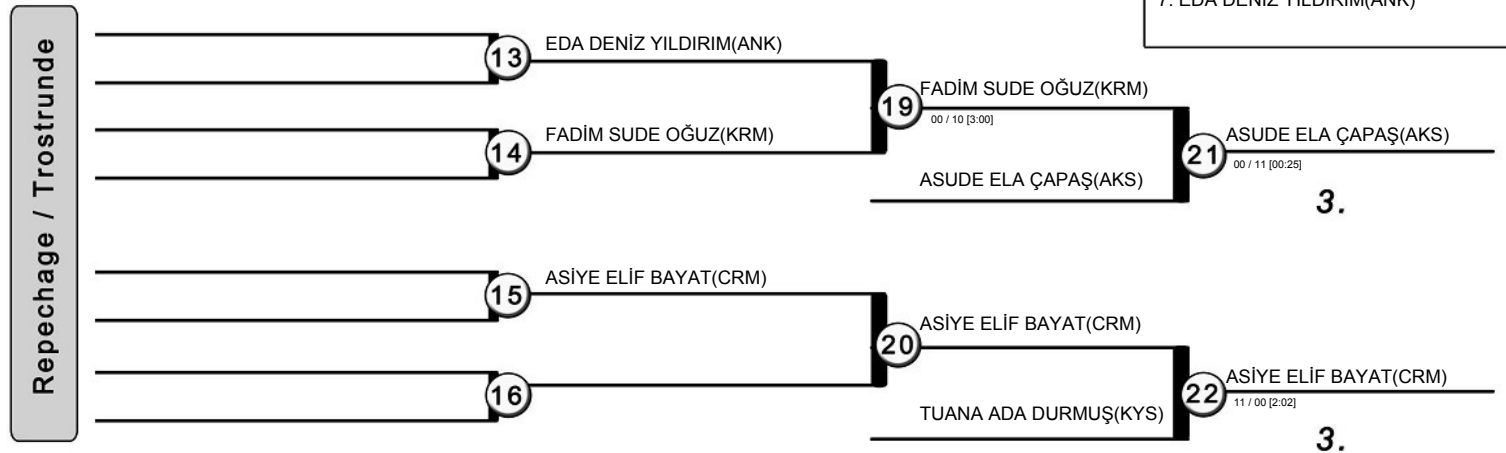 7. EDA DENİZ YILDIRIM(ANK)
Repechage / Trostrunde
13
EDA DENİZ YILDIRIM(ANK)
14
FADİM SUDE OĞUZ(KRM)
19
FADİM SUDE OĞUZ(KRM)
00 / 10 [3:00]
ASUDE ELA ÇAPAŞ(AKS)
21
ASUDE ELA ÇAPAŞ(AKS)
00 / 11 [00:25]
3.
15
ASİYE ELİF BAYAT(CRM)
16
20
ASİYE ELİF BAYAT(CRM)
TUANA ADA DURMUŞ(KYS)
22
ASİYE ELİF BAYAT(CRM)
11 / 00 [2:02]
3.